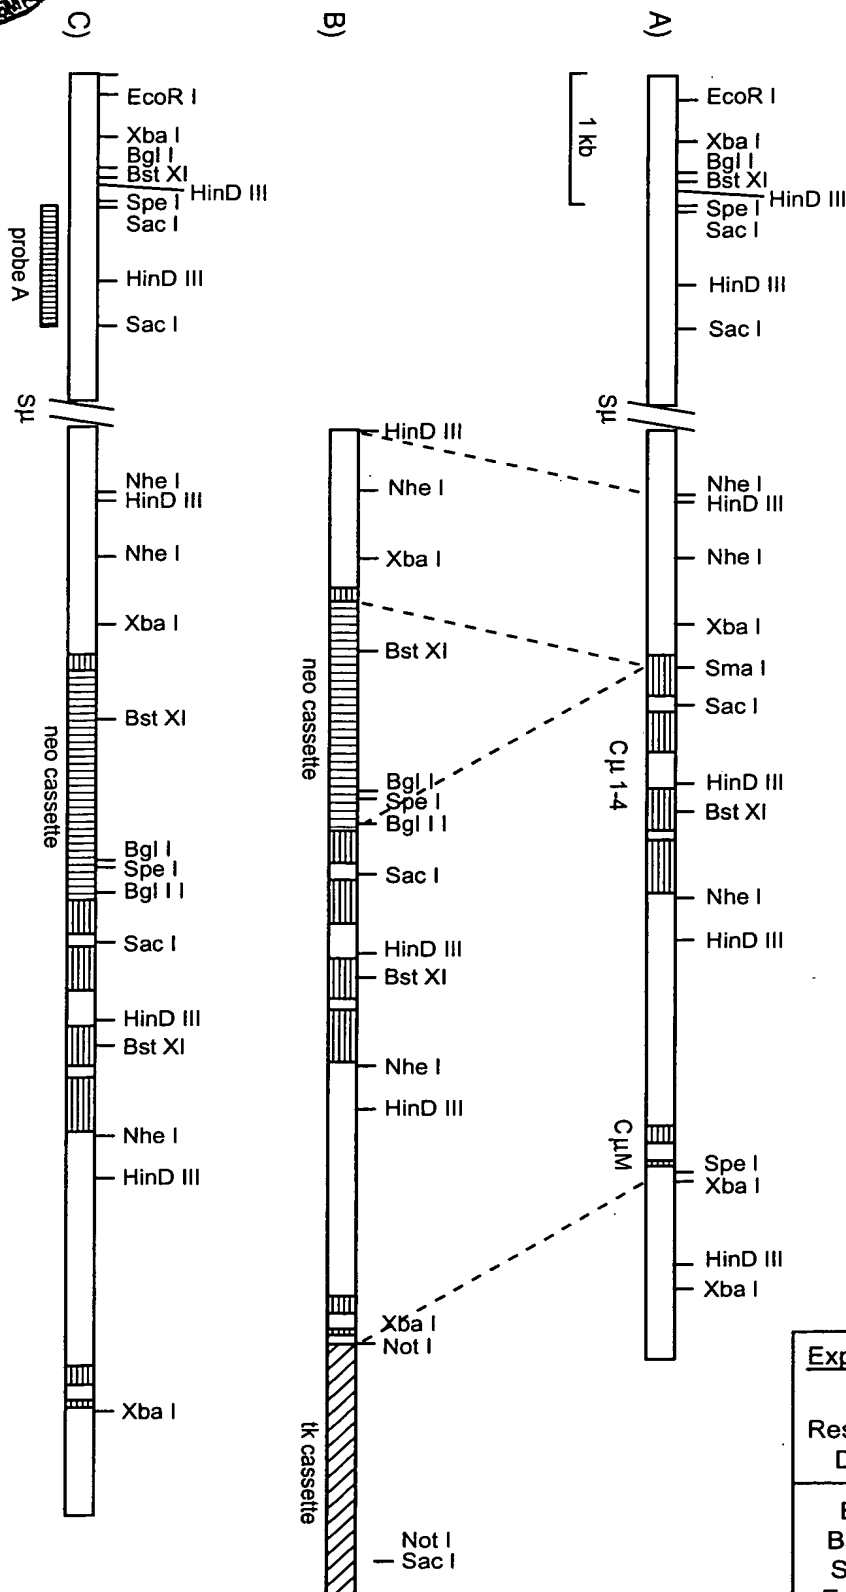 A)
EcoR I
Xba I
Bgl I
Bst XI
HinD III
Spe I
Sac I
HinD III
Sac I
Sμ
Nhe I
HinD III
Nhe I
Xba I
Sma I
Sac I
Cμ 1-4
HinD III
Bst XI
Nhe I
HinD III
CμM
Spe I
Xba I
HinD III
Xba I
1 kb
B)
HinD III
Nhe I
Xba I
Bst XI
neo cassette
Bgl I
Spe I
Bgl I I
Sac I
HinD III
Bst XI
Nhe I
HinD III
Xba I
Not I
tk cassette
Not I
Sac I
C)
EcoR I
Xba I
Bgl I
Bst XI
HinD III
Spe I
Sac I
HinD III
Sac I
probe A
Sμ
Nhe I
HinD III
Nhe I
Xba I
Bst XI
neo cassette
Bgl I
Spe I
Bgl I I
Sac I
HinD III
Bst XI
Nhe I
HinD III
Xba I
Exp
Res